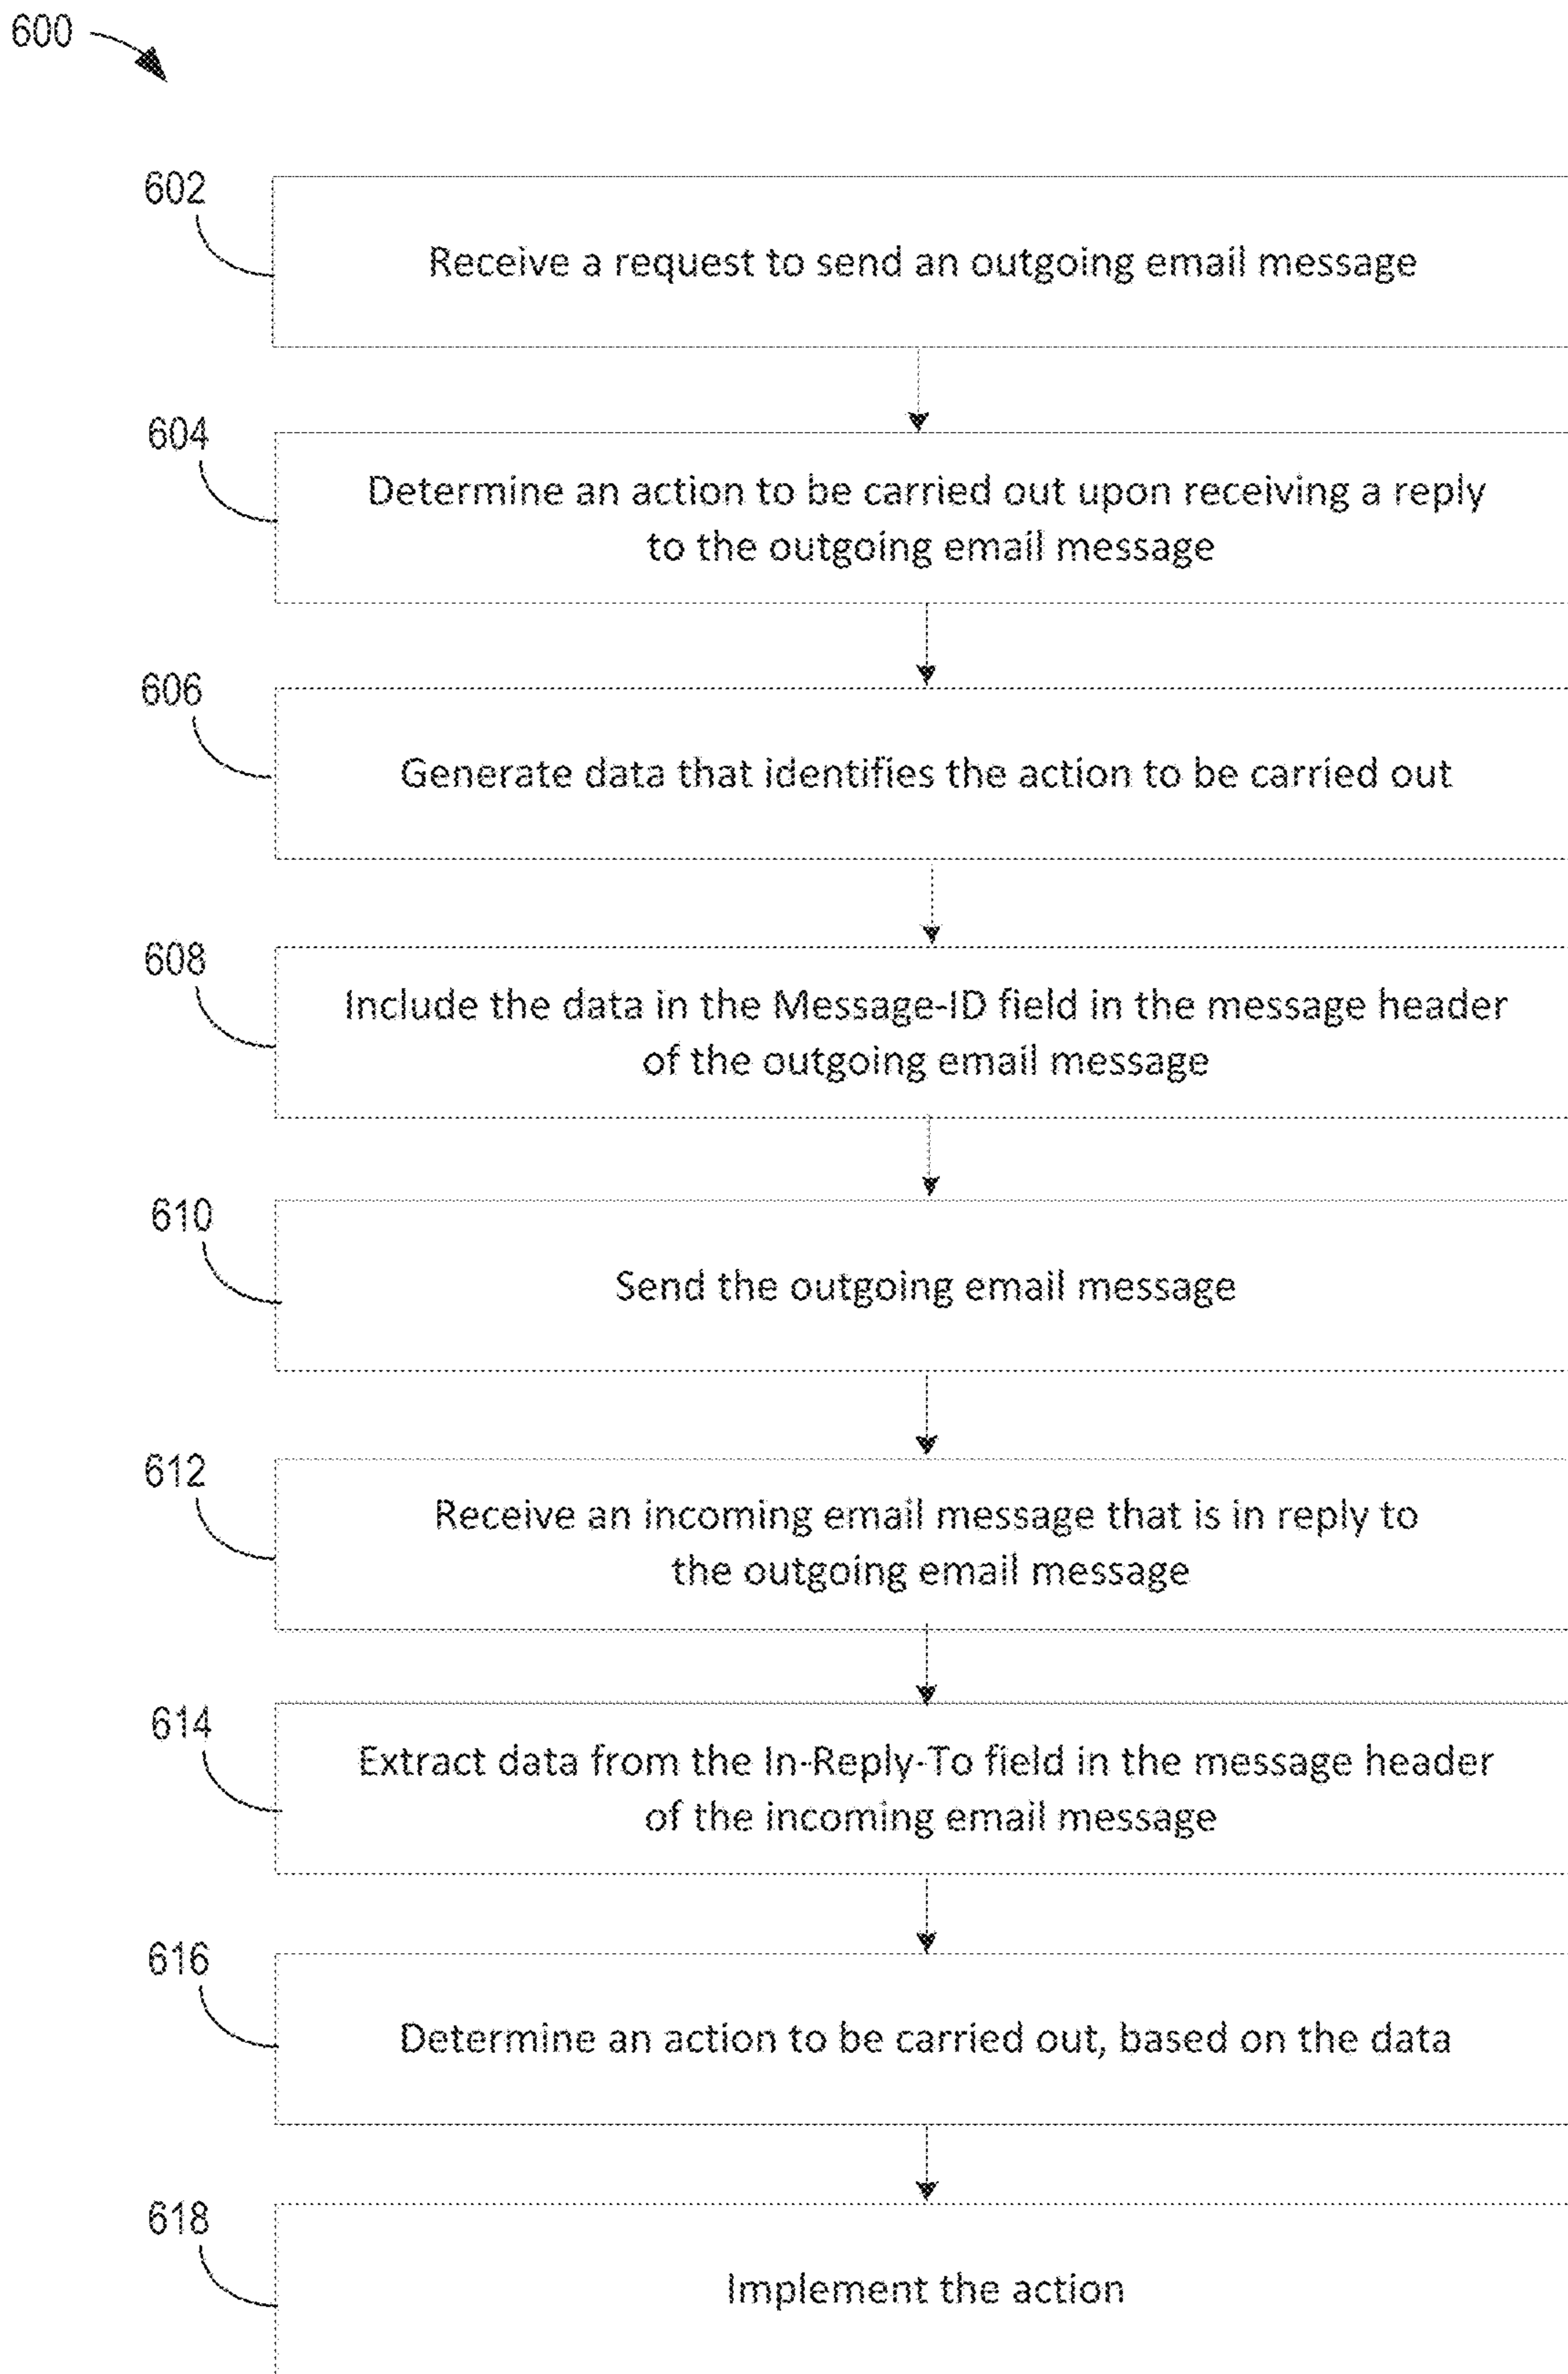 600
602
Receive a request to send an outgoing email message
604
Determine an action to be carried out upon receiving a reply
to the outgoing email message
606
Generate data that identifies the action to be carried out
608
Include the data in the Message-ID field in the message header
of the outgoing email message
610
Send the outgoing email message
612
Receive an incoming email message that is in reply to
the outgoing email message
614
Extract data from the In-Reply-To field in the message header
of the incoming email message
616
Determine an action to be carried out, based on the data
618
Implement the action